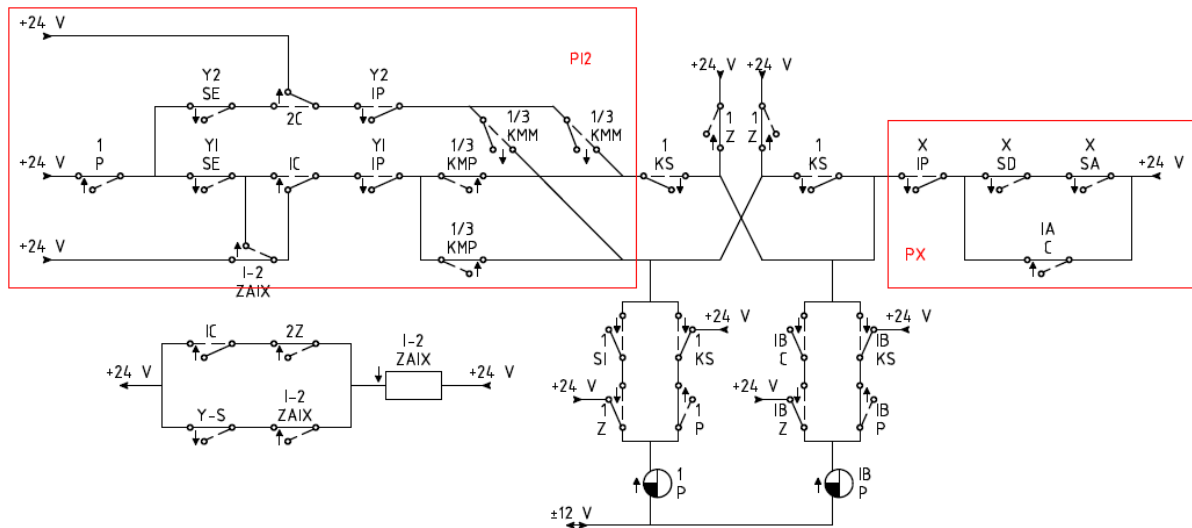 +24 V
PI2
Y2
SE
2C
Y2
IP
1/3
KMM
1/3
KMM
+24 V
+24 V
1
Z
1
Z
1
P
+24 V
YI
SE
IC
YI
IP
1/3
KMP
1
KS
1
KS
X
IP
X
SD
X
SA
+24 V
+24 V
I-2
ZAIX
1/3
KMP
PX
IA
C
IC
2Z
I-2
ZAIX
+24 V
+24 V
Y-S
I-2
ZAIX
1
SI
1
KS
+24 V
IB
C
IB
KS
+24 V
+24 V
1
Z
1
P
+24 V
IB
Z
IB
P
1
P
IB
P
±12 V